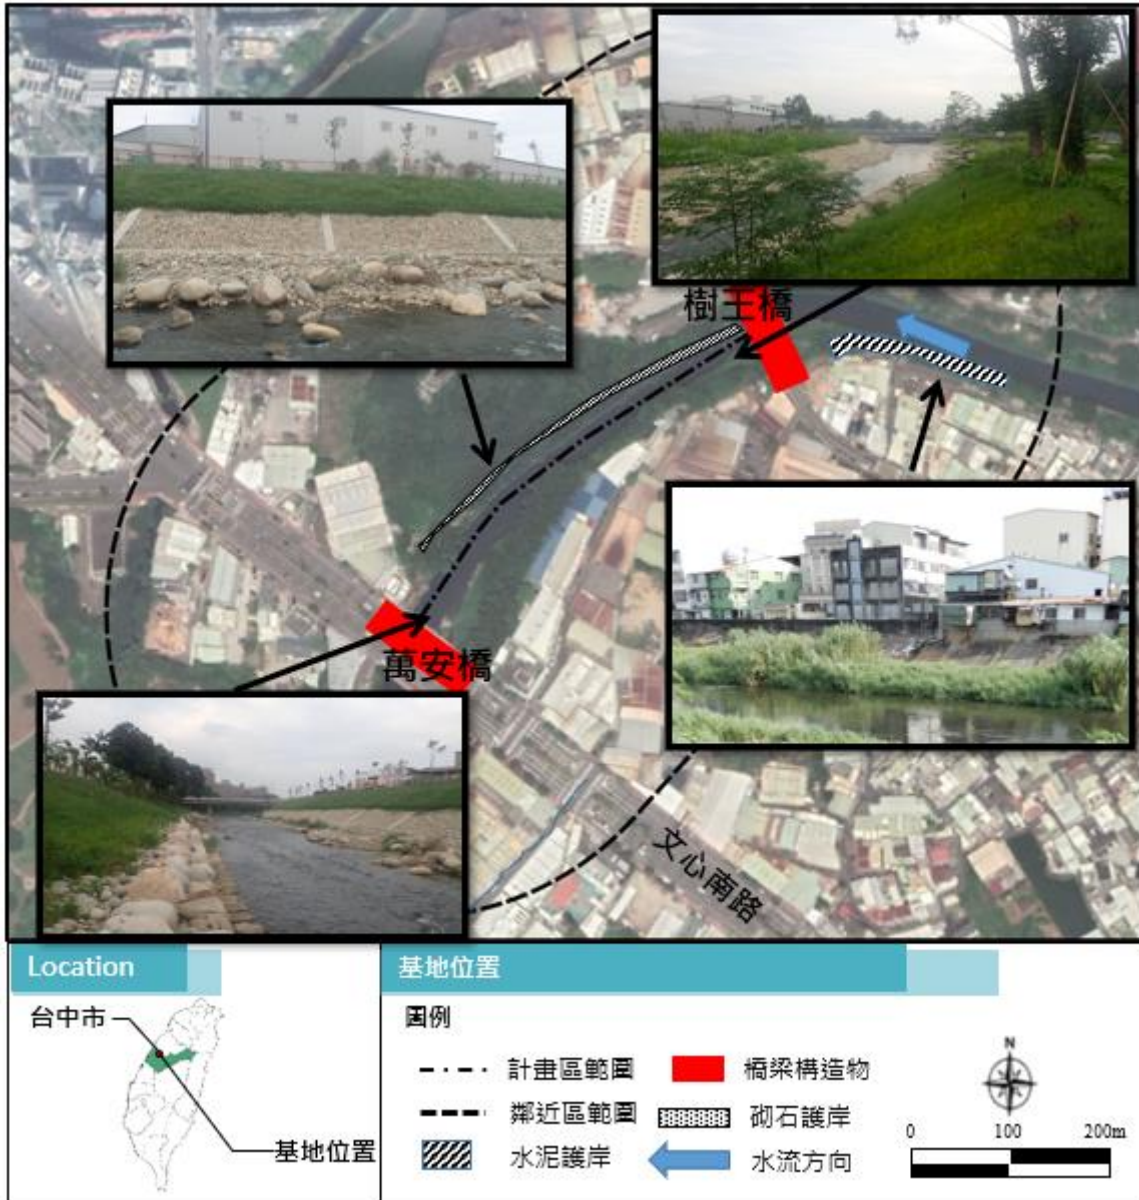 樹王橋
萬安橋
文心南路
Location
台中市
基地位置
基地位置
圖例
計畫區範圍
橋梁構造物
鄰近區範圍
砌石護岸
水泥護岸
水流方向
N
0 100 200m